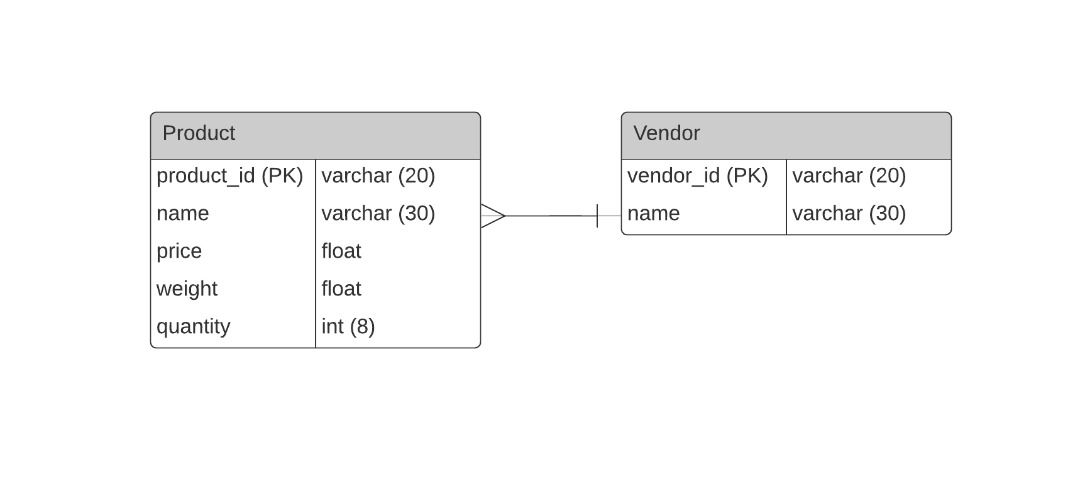 Product
product_id (PK) varchar (20)
name varchar (30)
price float
weight float
quantity int (8)
Vendor
vendor_id (PK) varchar (20)
name varchar (30)